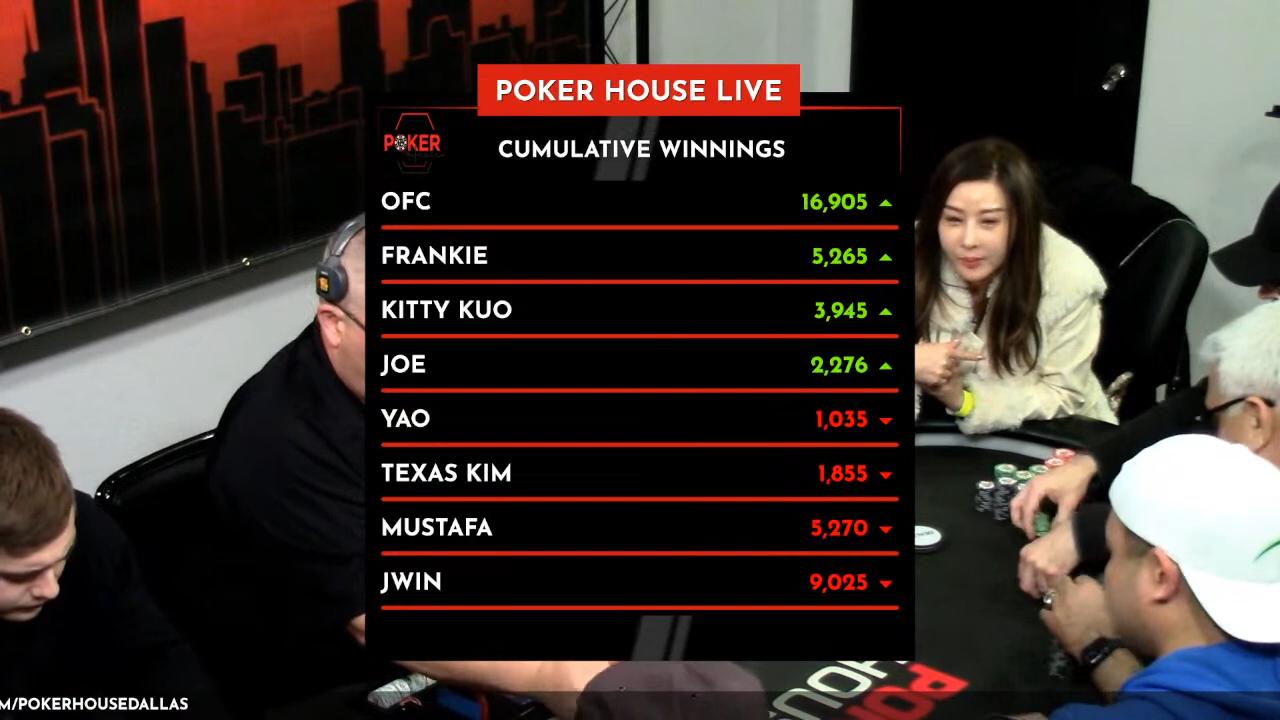 POKER HOUSE LIVE
POKER
CUMULATIVE WINNINGS
OFC 16,905
FRANKIE 5,265
KITTY KUO 3,945
JOE 2,276
YAO 1,035
TEXAS KIM 1,855
MUSTAFA 5,270
JWIN 9,025
M/POKERHOUSEDALLAS